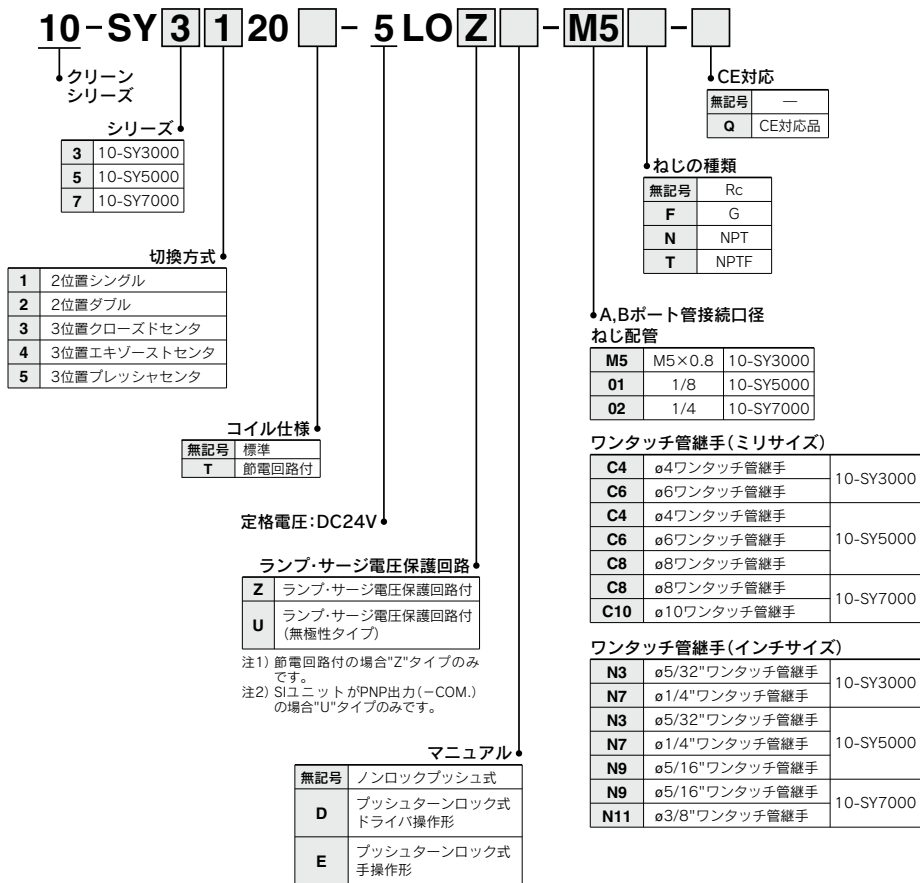 10-SY 3 1 20 - 5 LO Z - M5 -
クリーン
シリーズ
シリーズ
3 10-SY3000
5 10-SY5000
7 10-SY7000
切換方式
1 2位置シングル
2 2位置ダブル
3 3位置クローズドセンタ
4 3位置エキゾーストセンタ
5 3位置プレッシャセンタ
コイル仕様
無記号 標準
T 節電回路付
定格電圧:DC24V
ランプ・サージ電圧保護回路
Z ランプ・サージ電圧保護回路付
U ランプ・サージ電圧保護回路付
(無極性タイプ)
注1) 節電回路付の場合"Z"タイプのみ
です。
注2) SIユニットがPNP出力(−COM.)
の場合"U"タイプのみです。
マニュアル
無記号 ノンロックプッシュ式
D プッシュターンロック式
ドライバ操作形
E プッシュターンロック式
手操作形
CE対応
無記号 —
Q CE対応品
ねじの種類
無記号 Rc
F G
N NPT
T NPTF
A,Bポート管接続口径
ねじ配管
M5 M5×0.8 10-SY3000
01 1/8 10-SY5000
02 1/4 10-SY7000
ワンタッチ管継手(ミリサイズ)
C4 ø4ワンタッチ管継手 10-SY3000
C6 ø6ワンタッチ管継手
C4 ø4ワンタッチ管継手
C6 ø6ワンタッチ管継手 10-SY5000
C8 ø8ワンタッチ管継手
C8 ø8ワンタッチ管継手 10-SY7000
C10 ø10ワンタッチ管継手
ワンタッチ管継手(インチサイズ)
N3 ø5/32"ワンタッチ管継手 10-SY3000
N7 ø1/4"ワンタッチ管継手
N3 ø5/32"ワンタッチ管継手
N7 ø1/4"ワンタッチ管継手 10-SY5000
N9 ø5/16"ワンタッチ管継手
N9 ø5/16"ワンタッチ管継手 10-SY7000
N11 ø3/8"ワンタッチ管継手